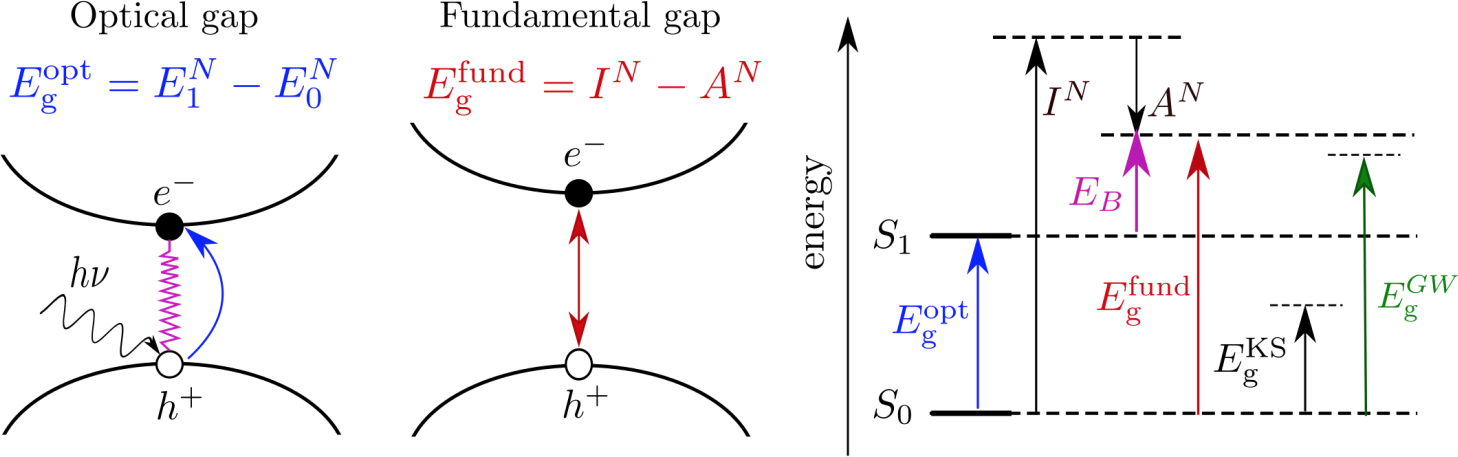 Optical gap
E_g^opt = E_1^N − E_0^N
e⁻
hν
h⁺
Fundamental gap
E_g^fund = I^N − A^N
e⁻
h⁺
energy
I^N
A^N
E_B
S_1
E_g^opt
E_g^fund
E_g^GW
E_g^KS
S_0